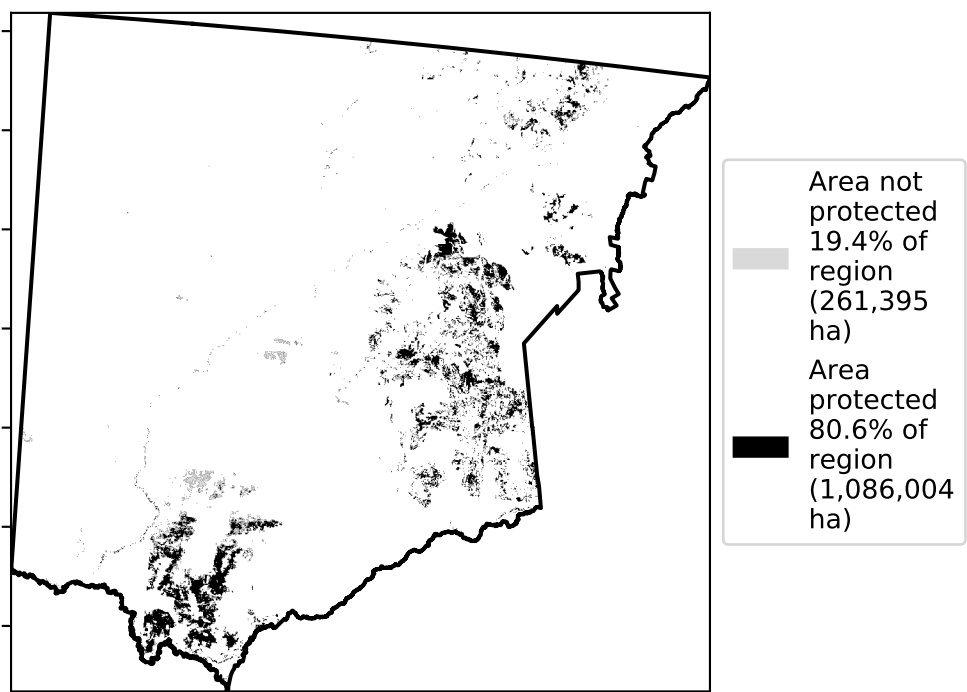 Area not
protected
19.4% of
region
(261,395
ha)
Area
protected
80.6% of
region
(1,086,004
ha)